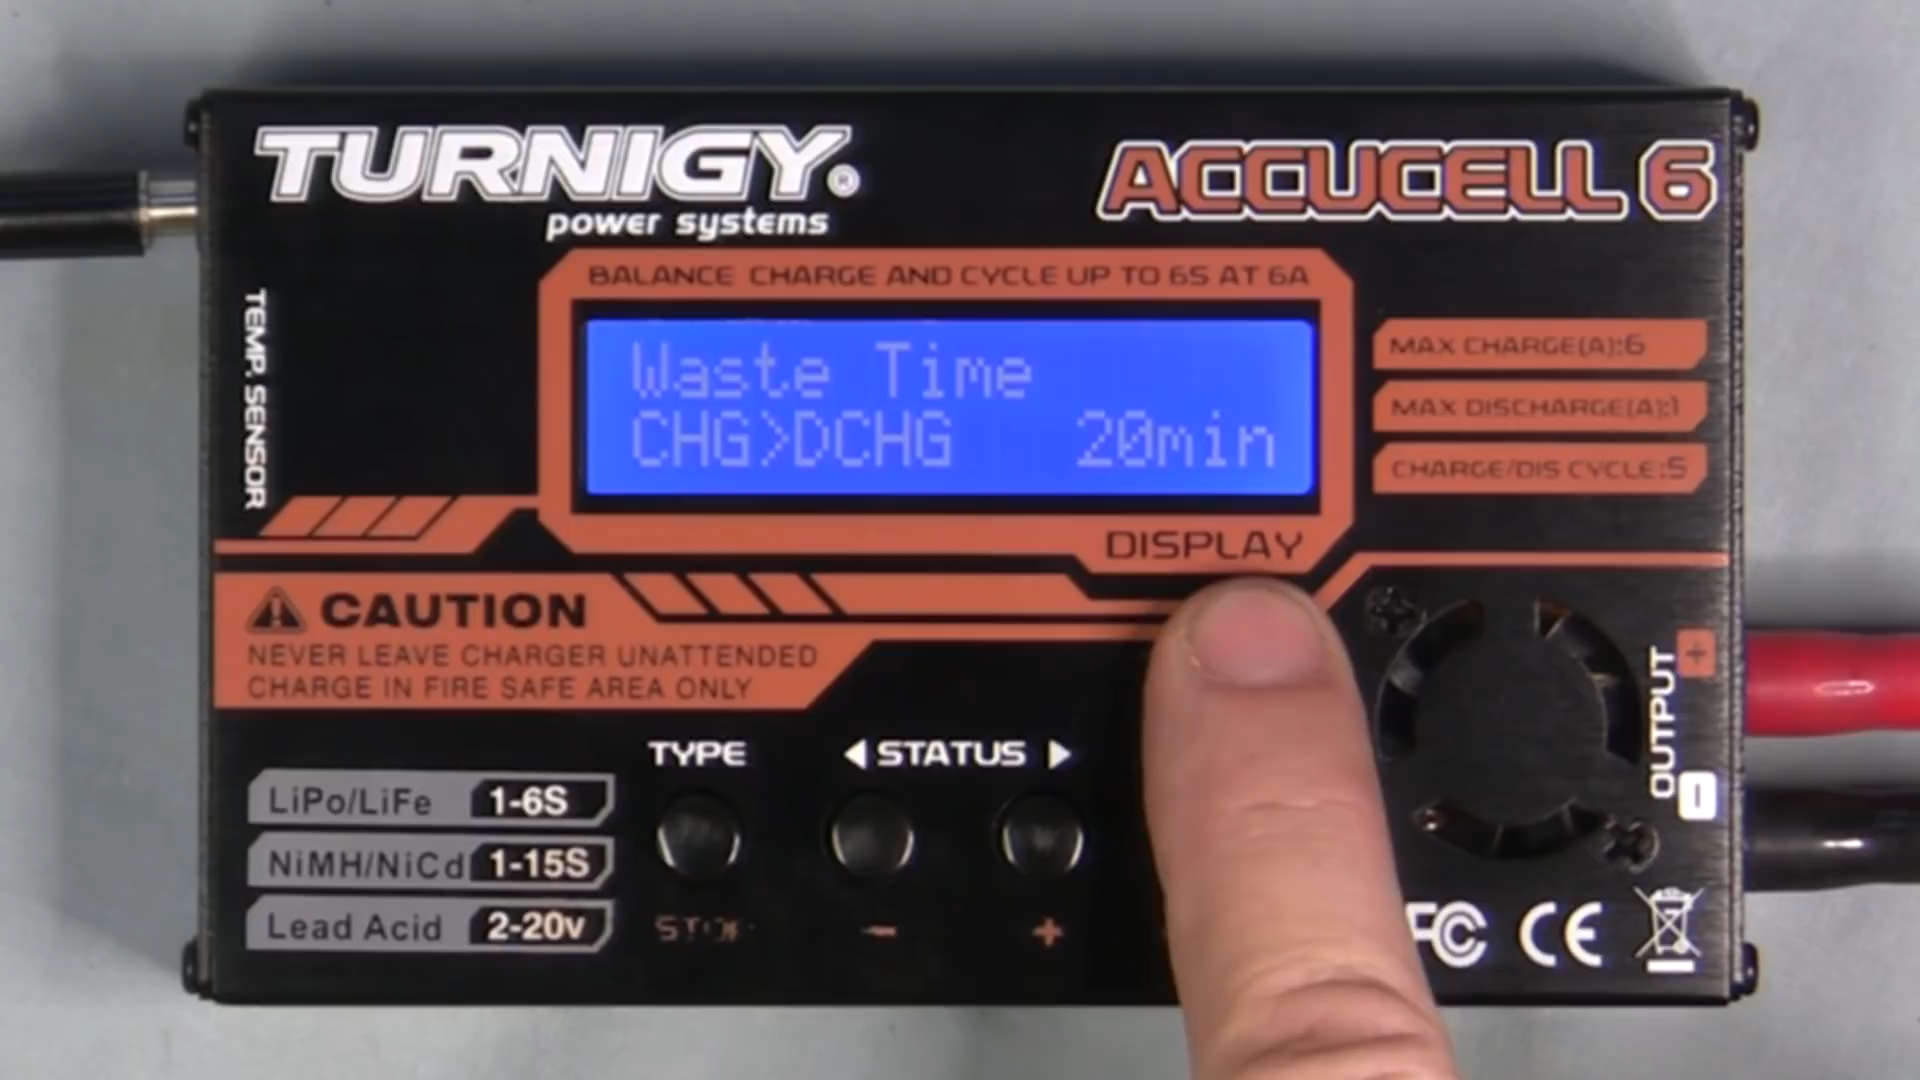 TURNIGY®
power systems
ACCUCELL 6
BALANCE CHARGE AND CYCLE UP TO 6S AT 6A
TEMP. SENSOR
Waste Time
CHG>DCHG 20min
MAX CHARGE(A):6
MAX DISCHARGE(A):1
CHARGE/DIS CYCLE:5
DISPLAY
CAUTION
NEVER LEAVE CHARGER UNATTENDED
CHARGE IN FIRE SAFE AREA ONLY
OUTPUT
+
-
TYPE
◀ STATUS ▶
LiPo/LiFe 1-6S
NiMH/NiCd 1-15S
Lead Acid 2-20v
STOP
-
+
FC CE